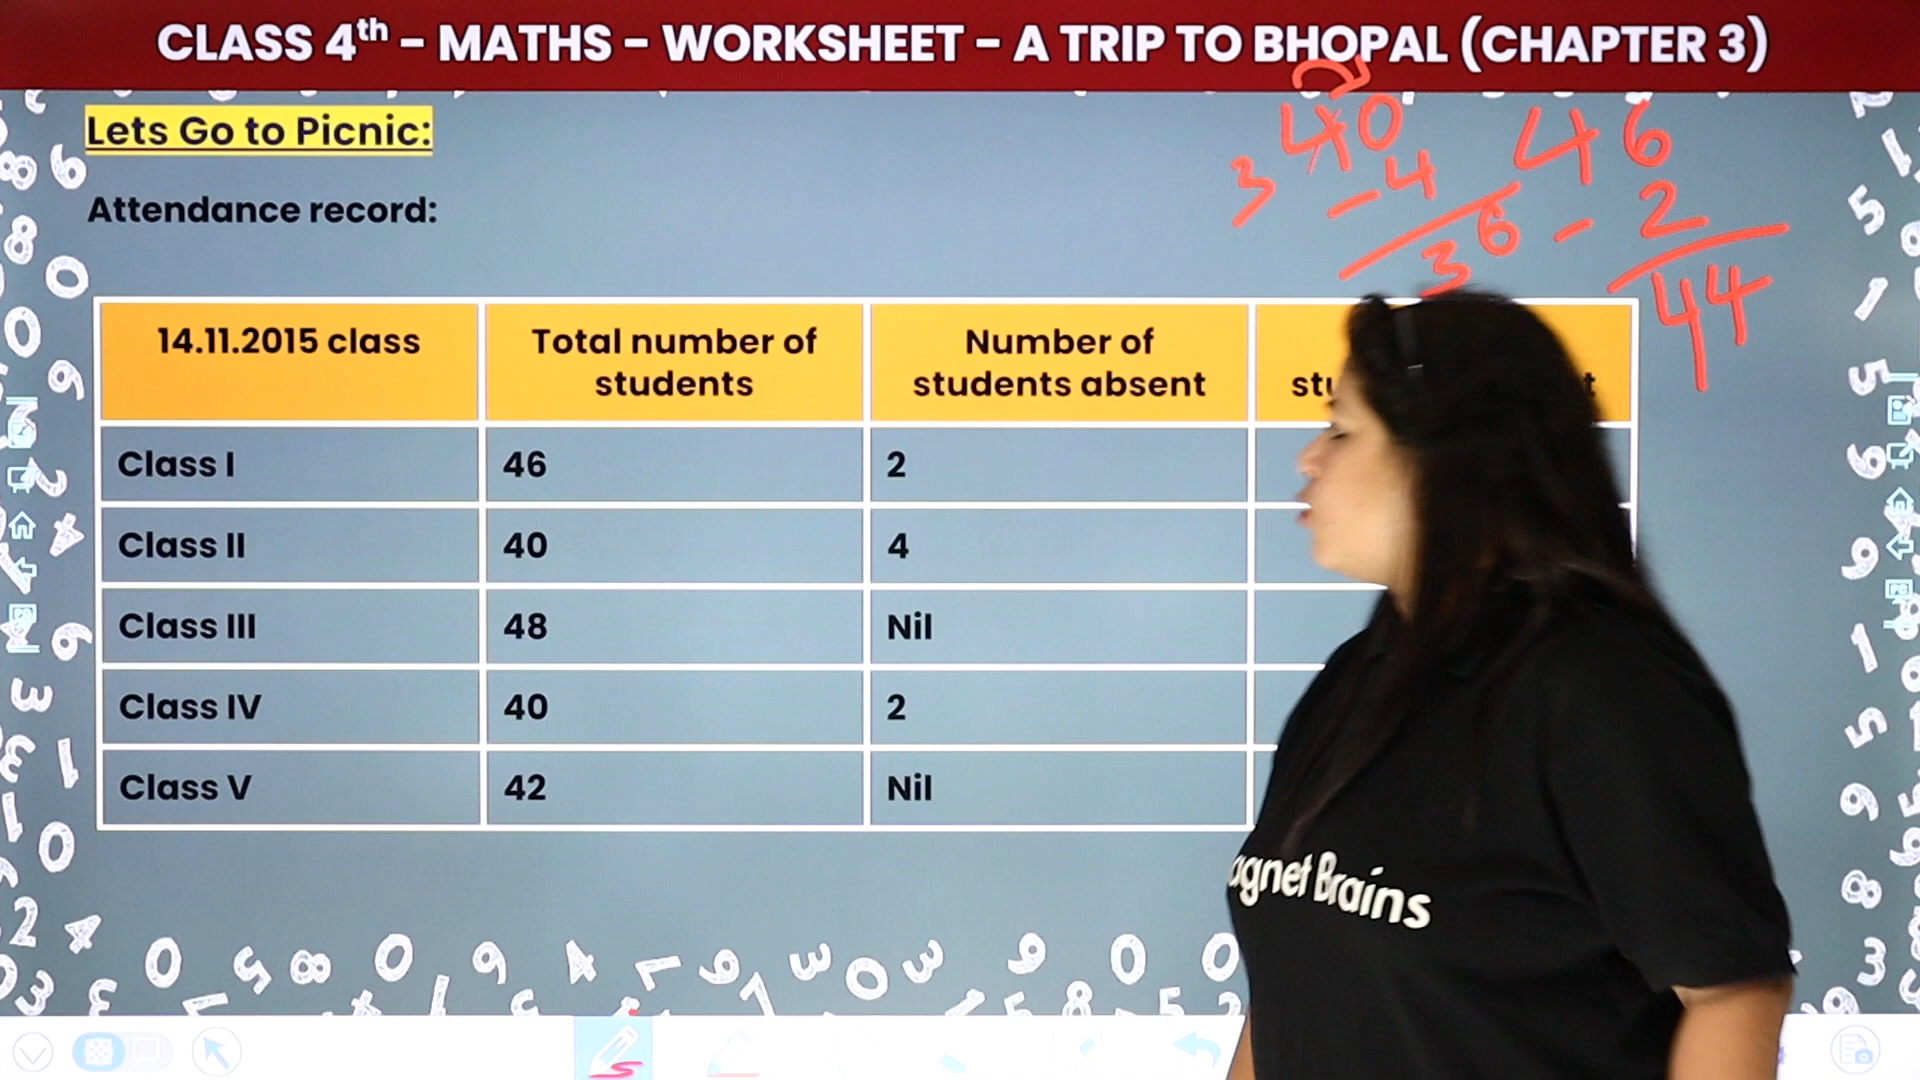 CLASS 4th – MATHS – WORKSHEET – A TRIP TO BHOPAL (CHAPTER 3)
Lets Go to Picnic:
Attendance record:
3 40
– 4
36
46
– 2
44
14.11.2015 class Total number of students Number of students absent
Class I 46 2
Class II 40 4
Class III 48 Nil
Class IV 40 2
Class V 42 Nil
Brains